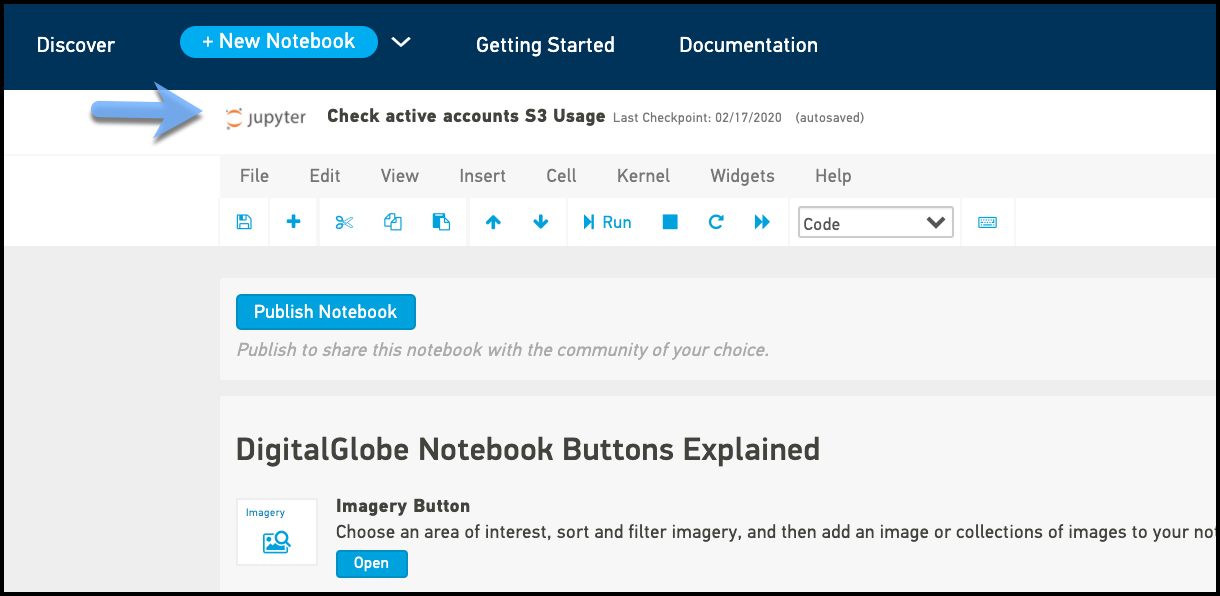 Discover + New Notebook Getting Started Documentation
jupyter Check active accounts S3 Usage Last Checkpoint: 02/17/2020 (autosaved)
File Edit View Insert Cell Kernel Widgets Help
Run Code
Publish Notebook
Publish to share this notebook with the community of your choice.
DigitalGlobe Notebook Buttons Explained
Imagery
Imagery Button
Choose an area of interest, sort and filter imagery, and then add an image or collections of images to your
Open